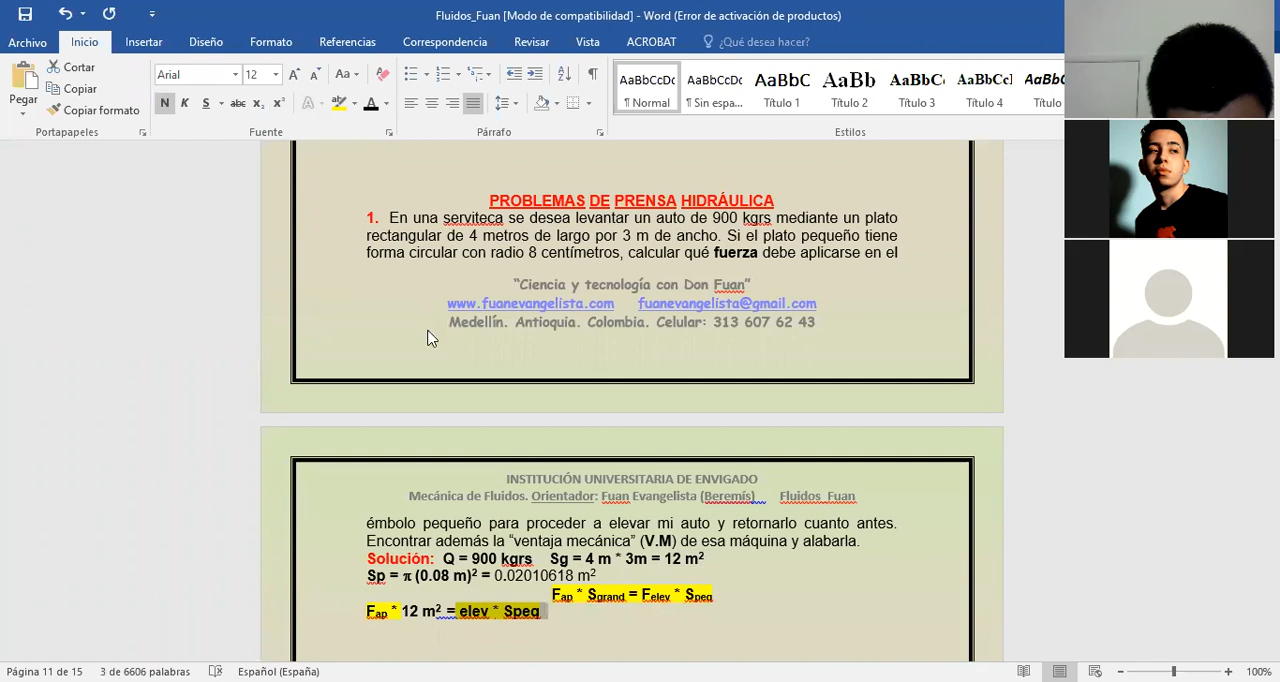 Fluidos_Fuan [Modo de compatibilidad] - Word (Error de activación de productos)
Archivo Inicio Insertar Diseño Formato Referencias Correspondencia Revisar Vista ACROBAT ¿Qué desea hacer?
Pegar
Cortar
Copiar
Copiar formato
Portapapeles
Arial 12
N K S abc x₂ x²
Fuente
Párrafo
AaBbCcDc AaBbCcDc AaBbC AaBb AaBbCc AaBbCcI AaBbC
¶ Normal ¶ Sin espa... Título 1 Título 2 Título 3 Título 4 Título
Estilos
PROBLEMAS DE PRENSA HIDRÁULICA
1. En una serviteca se desea levantar un auto de 900 kgrs mediante un plato
rectangular de 4 metros de largo por 3 m de ancho. Si el plato pequeño tiene
forma circular con radio 8 centímetros, calcular qué fuerza debe aplicarse en el
“Ciencia y tecnología con Don Fuan”
www.fuanevangelista.com fuanevangelista@gmail.com
Medellín. Antioquia. Colombia. Celular: 313 607 62 43
INSTITUCIÓN UNIVERSITARIA DE ENVIGADO
Mecánica de Fluidos. Orientador: Fuan Evangelista (Beremís) Fluidos_Fuan
émbolo pequeño para proceder a elevar mi auto y retornarlo cuanto antes.
Encontrar además la “ventaja mecánica” (V.M) de esa máquina y alabarla.
Solución: Q = 900 kgrs Sg = 4 m * 3m = 12 m²
Sp = π (0.08 m)² = 0.02010618 m²
Fap * Sgrand = Felev * Speq
Fap * 12 m² = elev * Speq
Página 11 de 15 3 de 6606 palabras Español (España) 100%